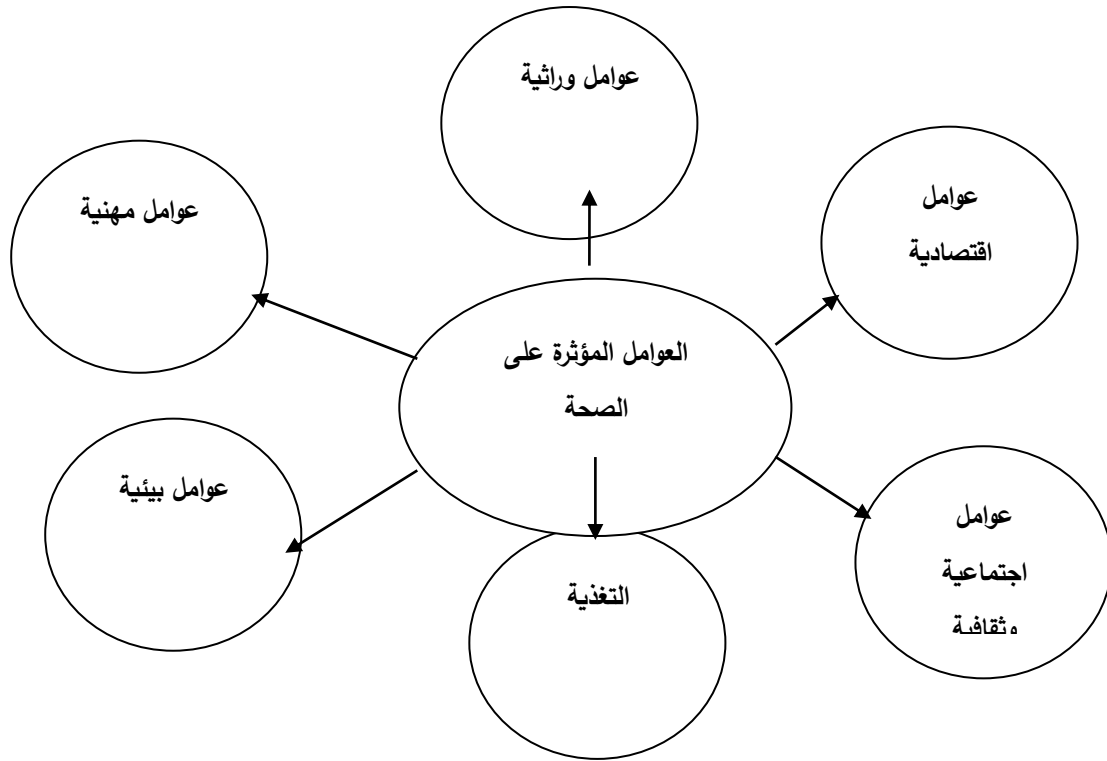 عوامل وراثية
عوامل
اقتصادية
عوامل مهنية
العوامل المؤثرة على
الصحة
عوامل
اجتماعية
وثقافية
عوامل بيئية
التغذية